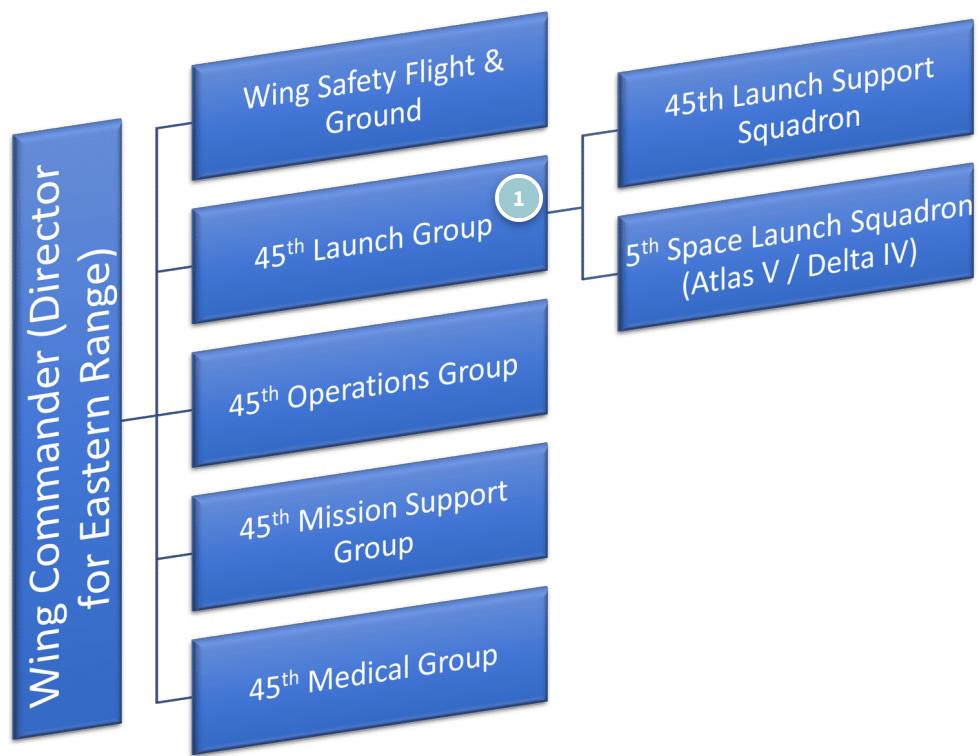 Wing Commander (Director
for Eastern Range)
Wing Safety Flight &
Ground
45th Launch Group
1
45th Operations Group
45th Mission Support
Group
45th Medical Group
45th Launch Support
Squadron
5th Space Launch Squadron
(Atlas V / Delta IV)